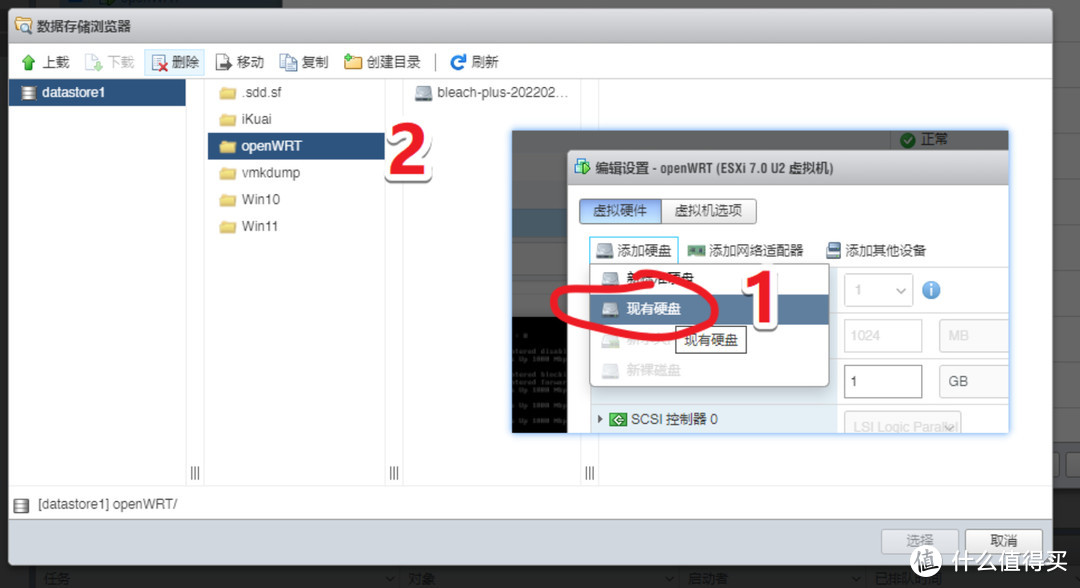 数据存储浏览器
上载 下载 删除 移动 复制 创建目录 刷新
datastore1
.sdd.sf
iKuai
openWRT
vmkdump
Win10
Win11
bleach-plus-202202...
2
正常
编辑设置 - openWRT (ESXi 7.0 U2 虚拟机)
虚拟硬件 虚拟机选项
添加硬盘 添加网络适配器 添加其他设备
新标准硬盘
现有硬盘
1
现有硬盘
新裸磁盘
1
1024 MB
1 GB
SCSI 控制器 0
LSI Logic Parallel
[datastore1] openWRT/
选择 取消
任务 对象 启动者 已排队时间
值 什么值得买